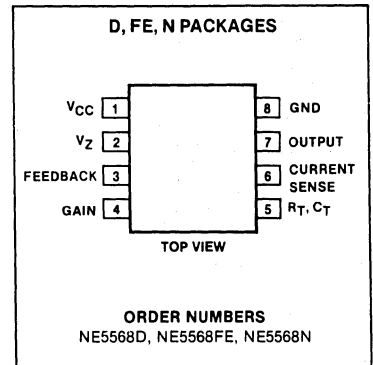 D, FE, N PACKAGES
VCC 1 8 GND
VZ 2 7 OUTPUT
FEEDBACK 3 6 CURRENT SENSE
GAIN 4 5 RT, CT
TOP VIEW
ORDER NUMBERS
NE5568D, NE5568FE, NE5568N